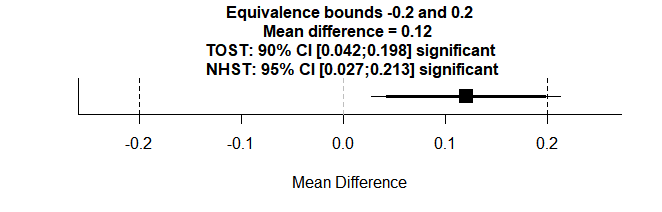 Equivalence bounds -0.2 and 0.2
Mean difference = 0.12
TOST: 90% CI [0.042;0.198] significant
NHST: 95% CI [0.027;0.213] significant
-0.2 -0.1 0.0 0.1 0.2
Mean Difference